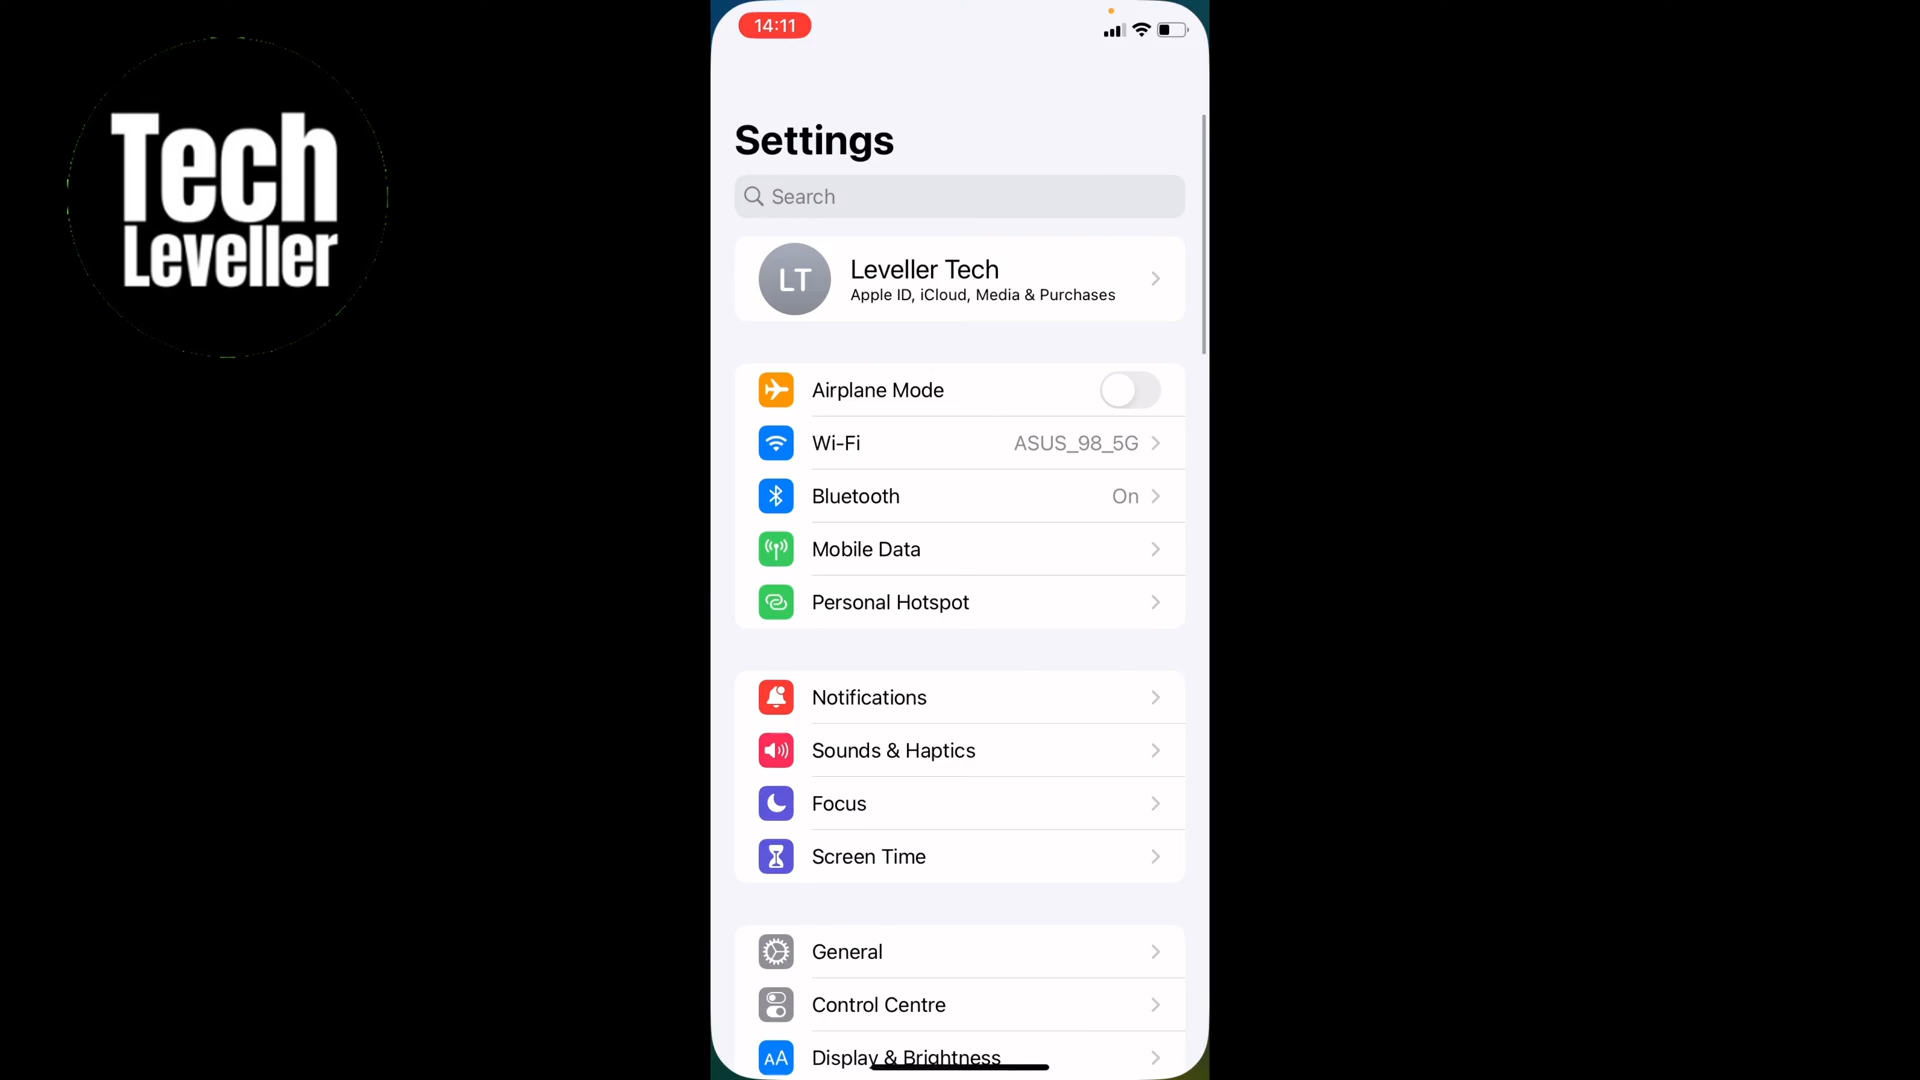 Tech
Leveller
14:11
Settings
Search
LT
Leveller Tech
Apple ID, iCloud, Media & Purchases
Airplane Mode
Wi-Fi ASUS_98_5G
Bluetooth On
Mobile Data
Personal Hotspot
Notifications
Sounds & Haptics
Focus
Screen Time
General
Control Centre
AA Display & Brightness